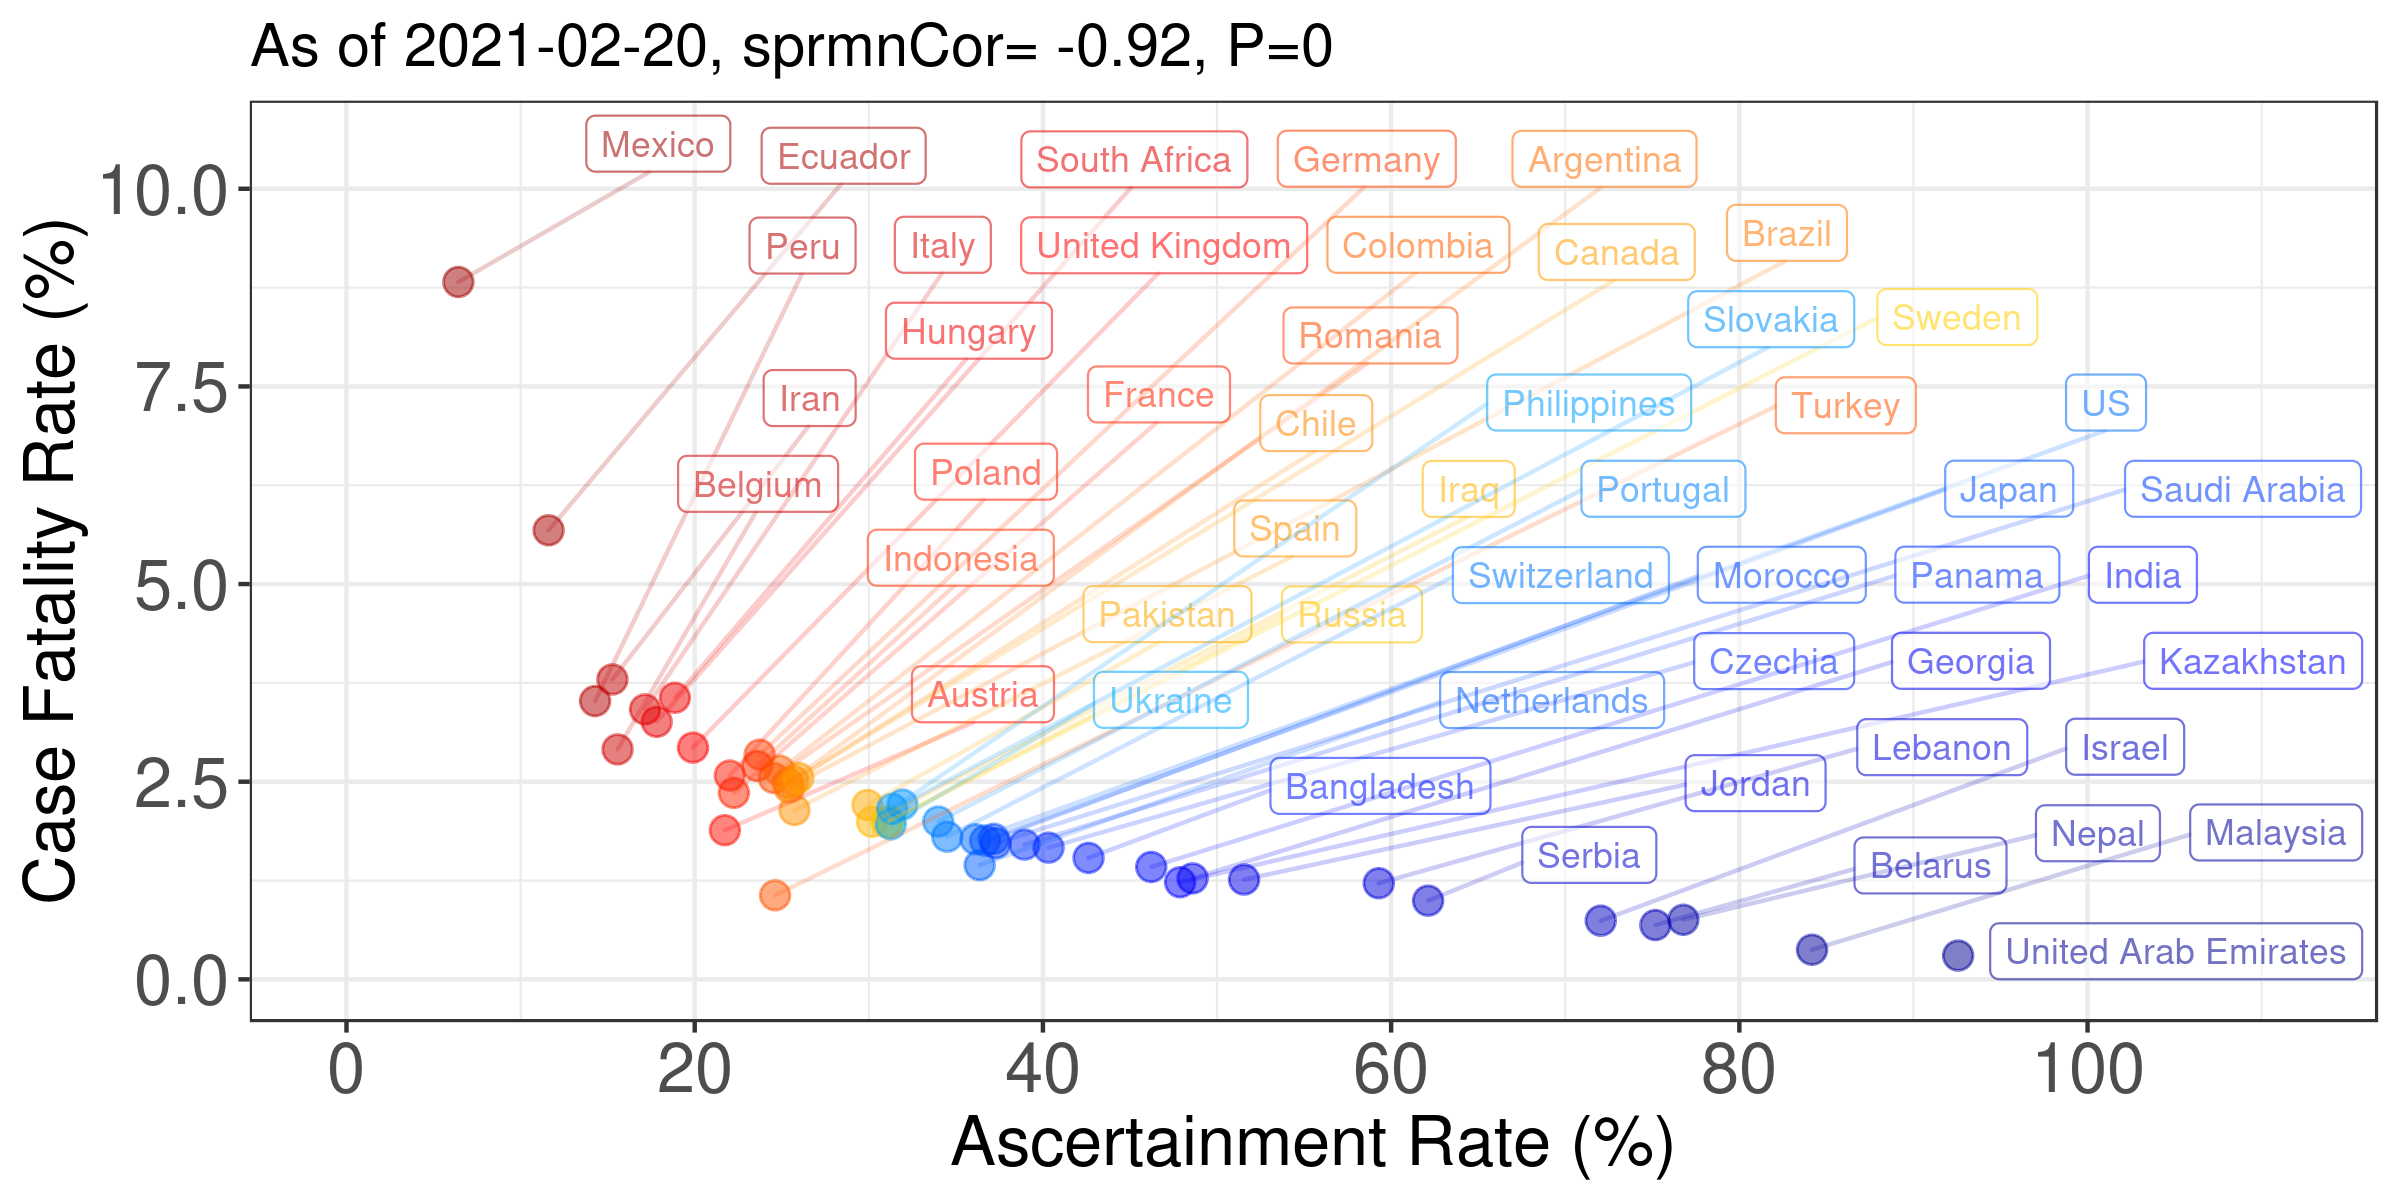 As of 2021-02-20, sprmnCor= -0.92, P=0
Case Fatality Rate (%)
10.0
7.5
5.0
2.5
0.0
Mexico
Ecuador
South Africa
Germany
Argentina
Peru
Italy
United Kingdom
Colombia
Canada
Brazil
Hungary
Romania
Slovakia
Sweden
Iran
France
Chile
Philippines
Turkey
US
Belgium
Poland
Iraq
Portugal
Japan
Saudi Arabia
Indonesia
Spain
Switzerland
Morocco
Panama
India
Pakistan
Russia
Czechia
Georgia
Kazakhstan
Austria
Ukraine
Netherlands
Lebanon
Israel
Bangladesh
Jordan
Nepal
Malaysia
Serbia
Belarus
United Arab Emirates
0
20
40
60
80
100
Ascertainment Rate (%)